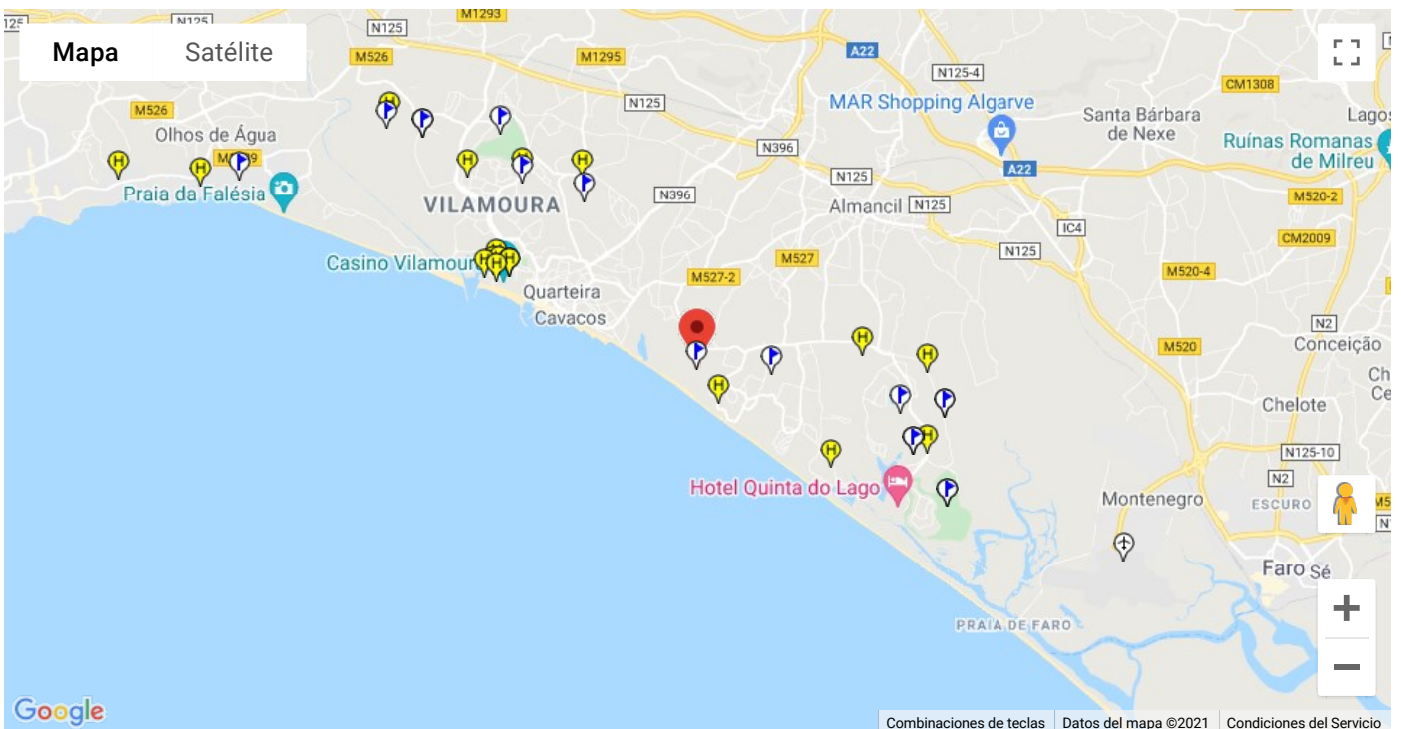 M1293
125
N125
N125
Mapa
Satélite
M526
M1295
A22
N125-4
CM1308
M526
N125
MAR Shopping Algarve
Santa Bárbara
de Nexe
Olhos de Água
N396
Ruínas Romanas
de Milreu
A22
Praia da Falésia
N125
M520-2
VILAMOURA
N396
Almancil
N125
IC4
CM2009
Casino Vilamour
M527
N125
M520-4
M527-2
Quarteira
Cavacos
N2
Conceição
M520
Chelote
N125-10
Hotel Quinta do Lago
N2
Montenegro
ESCURO
Faro
Sé
PRAIA DE FARO
Google
Combinaciones de teclas
Datos del mapa ©2021
Condiciones del Servicio